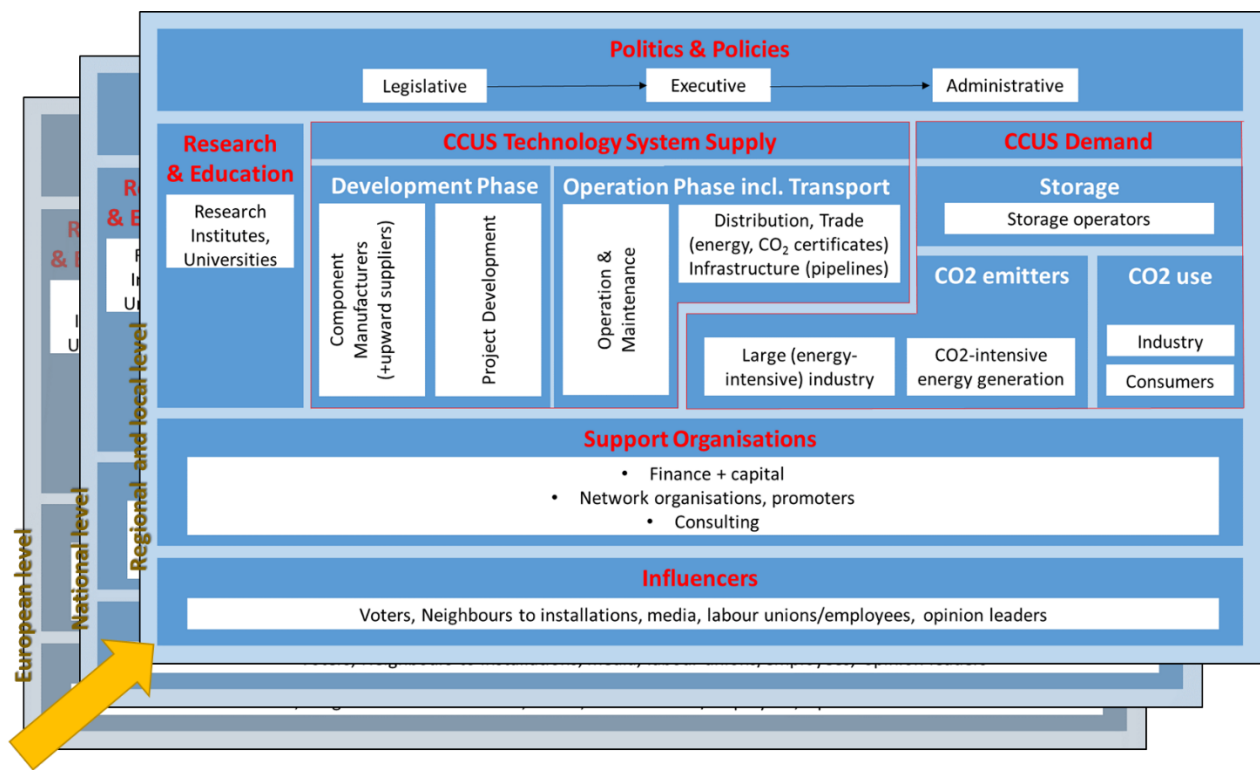 Politics & Policies
Legislative
Executive
Administrative
Research
& Education
Research
Institutes,
Universities
CCUS Technology System Supply
Development Phase
Component
Manufacturers
(+upward suppliers)
Project Development
Operation Phase incl. Transport
Operation &
Maintenance
Distribution, Trade
(energy, CO₂ certificates)
Infrastructure (pipelines)
CCUS Demand
Storage
Storage operators
CO2 emitters
Large (energy-
intensive) industry
CO2-intensive
energy generation
CO2 use
Industry
Consumers
Support Organisations
• Finance + capital
• Network organisations, promoters
• Consulting
Influencers
Voters, Neighbours to installations, media, labour unions/employees, opinion leaders
Regional and local level
National level
European level